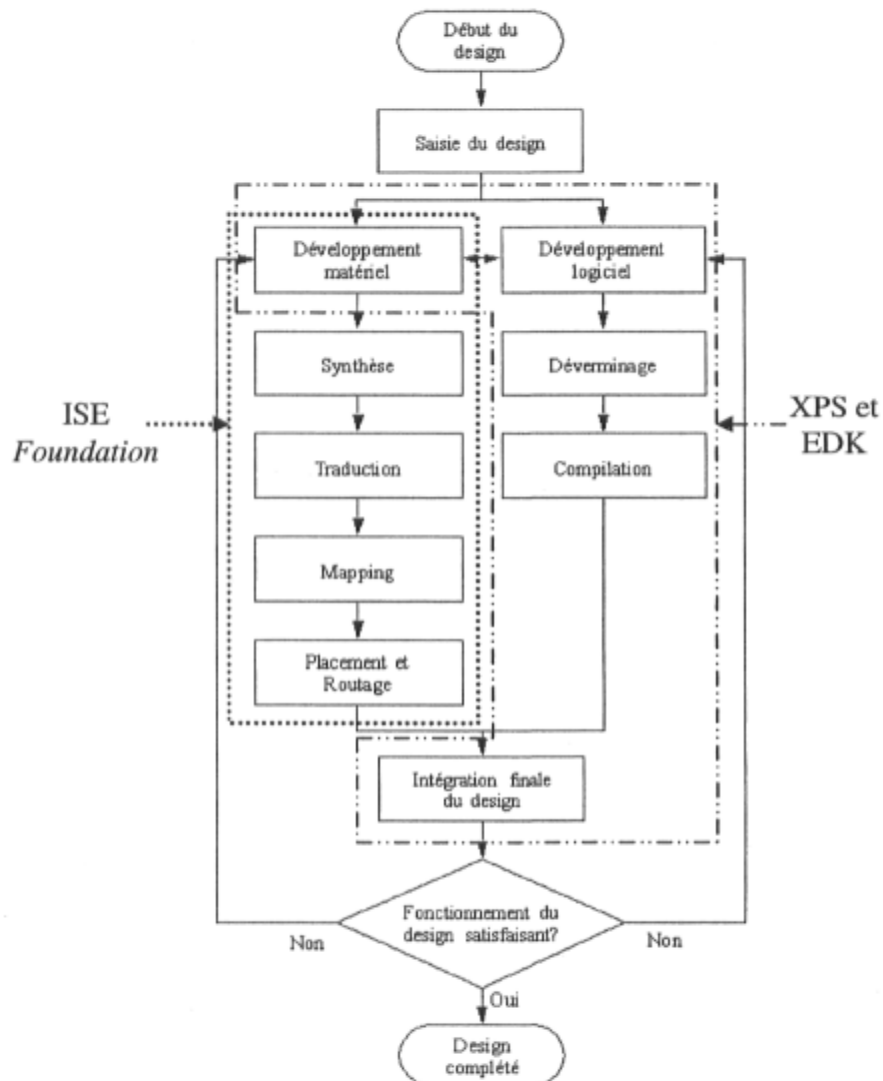 Début du
design
Saisie du design
Développement
matériel
Développement
logiciel
Synthèse
Déverminage
ISE
Foundation
XPS et
EDK
Traduction
Compilation
Mapping
Placement et
Routage
Intégration finale
du design
Fonctionnement du
design satisfaisant?
Non
Non
Oui
Design
complété